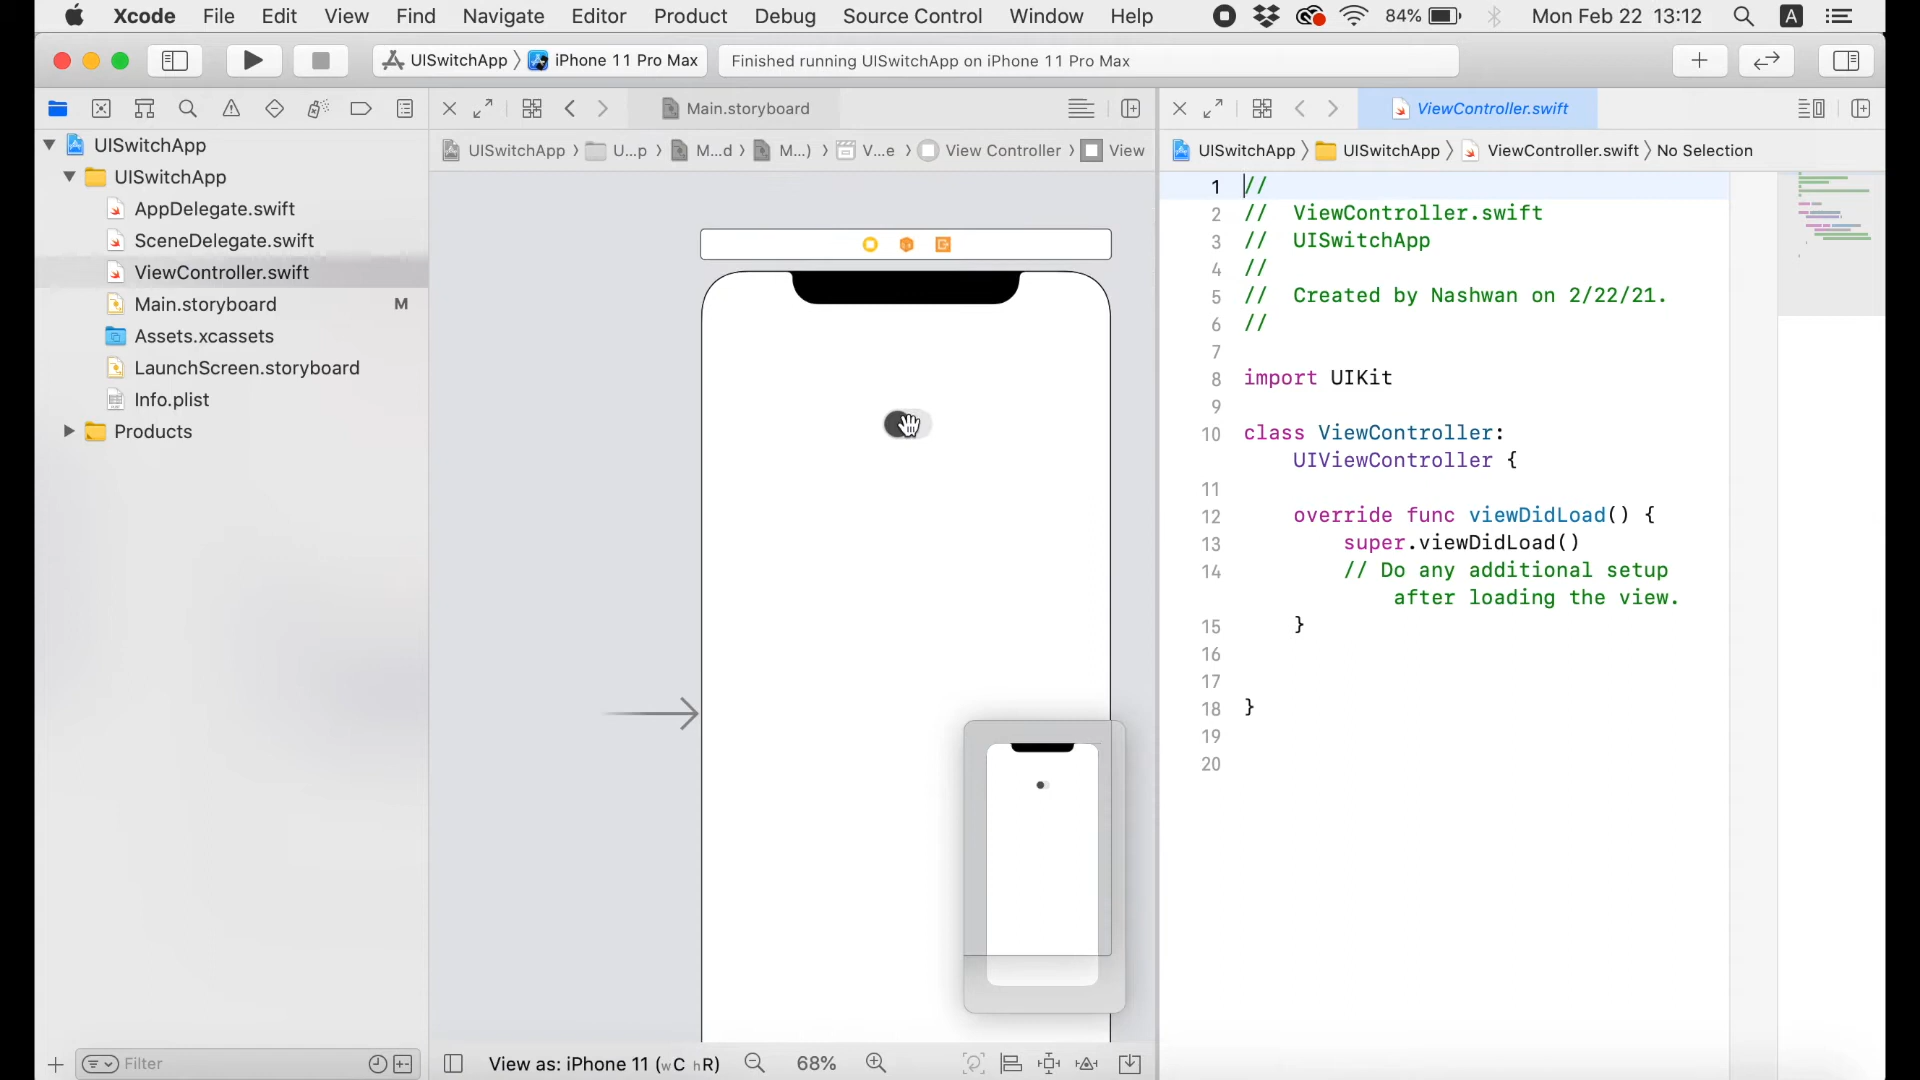 Xcode File Edit View Find Navigate Editor Product Debug Source Control Window Help 84% Mon Feb 22 13:12 A
UISwitchApp iPhone 11 Pro Max Finished running UISwitchApp on iPhone 11 Pro Max
Main.storyboard ViewController.swift
UISwitchApp U...p M...d M...) V...e View Controller View UISwitchApp UISwitchApp ViewController.swift No Selection
UISwitchApp
UISwitchApp
AppDelegate.swift
SceneDelegate.swift
ViewController.swift
Main.storyboard M
Assets.xcassets
LaunchScreen.storyboard
Info.plist
Products
1 //
2 // ViewController.swift
3 // UISwitchApp
4 //
5 // Created by Nashwan on 2/22/21.
6 //
7
8 import UIKit
9
10 class ViewController:
UIViewController {
11
12 override func viewDidLoad() {
13 super.viewDidLoad()
14 // Do any additional setup
after loading the view.
15 }
16
17
18 }
19
20
Filter View as: iPhone 11 (wC hR) 68%